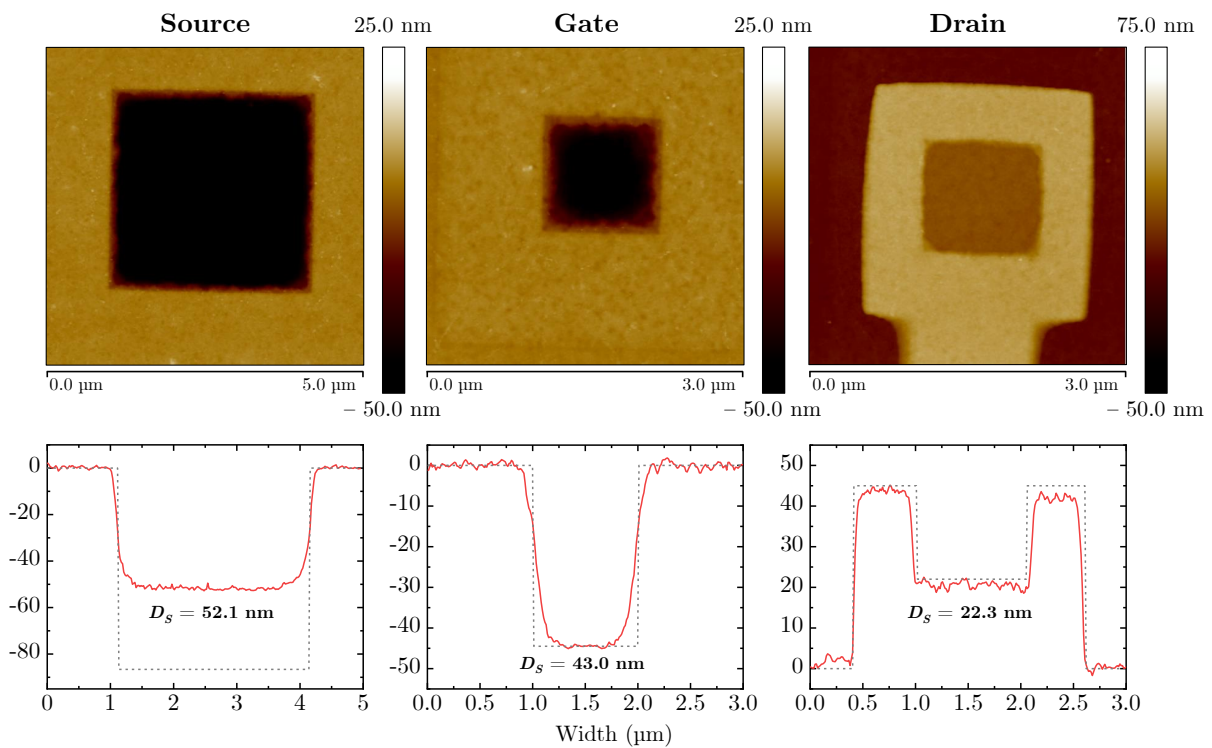 Source
25.0 nm
Gate
25.0 nm
Drain
75.0 nm
0.0 µm
5.0 µm
– 50.0 nm
0.0 µm
3.0 µm
– 50.0 nm
0.0 µm
3.0 µm
– 50.0 nm
0
-20
-40
-60
-80
D_S = 52.1 nm
0 1 2 3 4 5
0
-10
-20
-30
-40
-50
D_S = 43.0 nm
0.0 0.5 1.0 1.5 2.0 2.5 3.0
50
40
30
20
10
0
D_S = 22.3 nm
0.0 0.5 1.0 1.5 2.0 2.5 3.0
Width (µm)